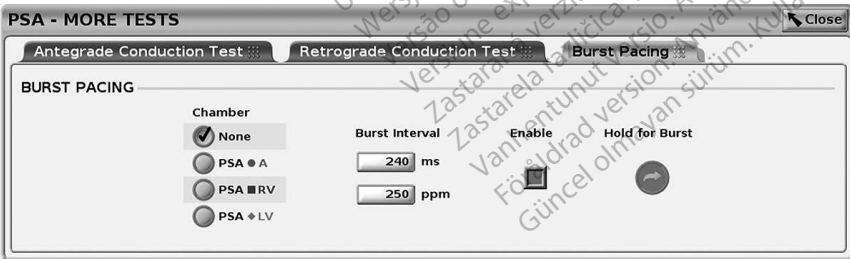 PSA - MORE TESTS
Close
Antegrade Conduction Test
Retrograde Conduction Test
Burst Pacing
BURST PACING
Chamber
None
PSA ● A
PSA ■ RV
PSA ◆ LV
Burst Interval
240 ms
250 ppm
Enable
Hold for Burst
Versiune
Zastarana
Zastarela različica.
Vanhentunut versio.
Föråldrad version.
Güncel olmayan sürüm.